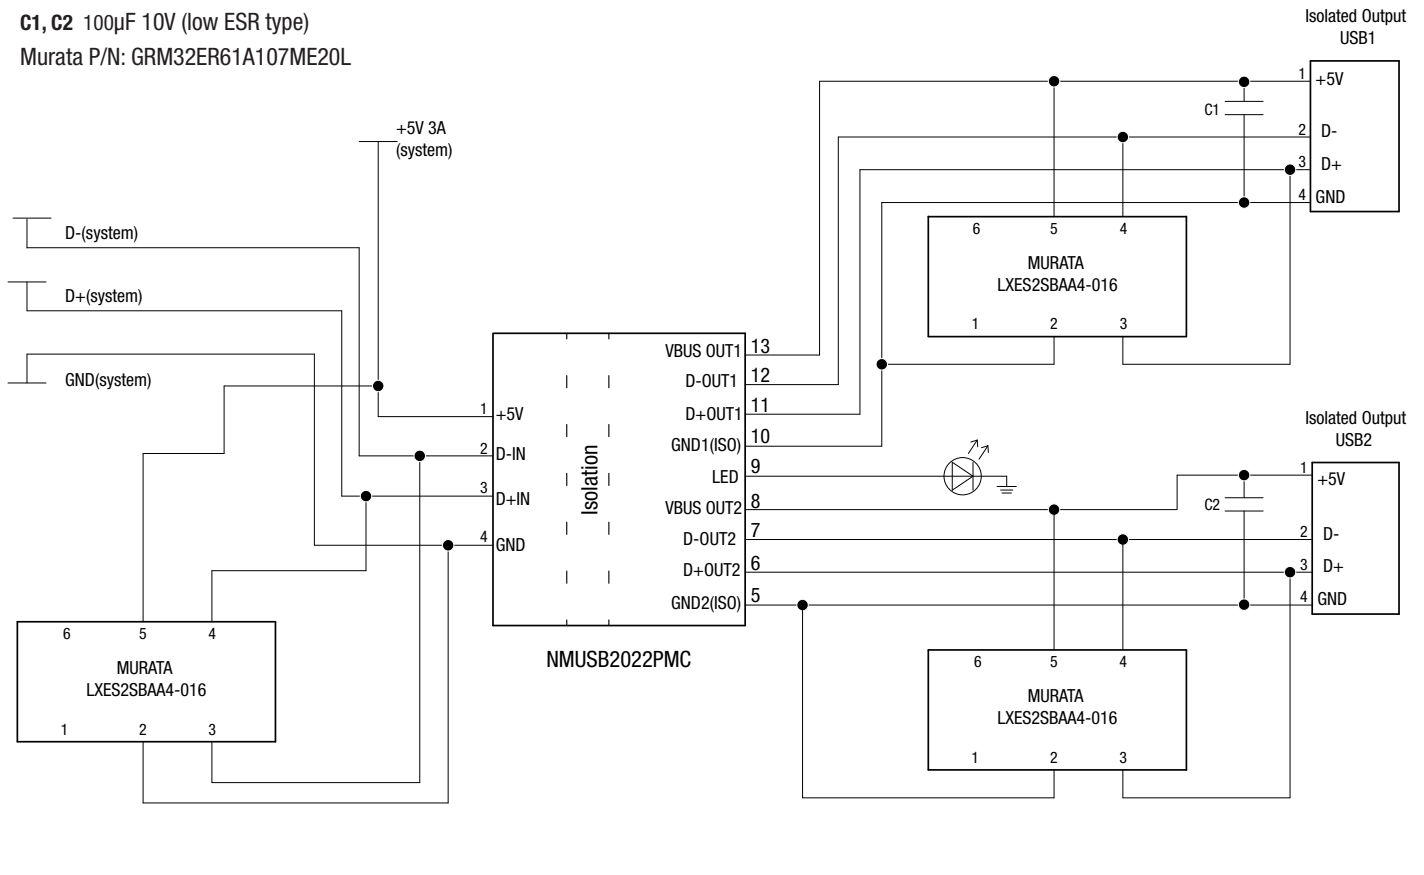 C1, C2 100µF 10V (low ESR type)
Murata P/N: GRM32ER61A107ME20L
+5V 3A
(system)
D-(system)
D+(system)
GND(system)
1 +5V
2 D-IN
3 D+IN
4 GND
Isolation
VBUS OUT1 13
D-OUT1 12
D+OUT1 11
GND1(ISO) 10
LED 9
VBUS OUT2 8
D-OUT2 7
D+OUT2 6
GND2(ISO) 5
NMUSB2022PMC
6 5 4
MURATA
LXES2SBAA4-016
1 2 3
Isolated Output
USB1
1 +5V
C1
2 D-
3 D+
4 GND
6 5 4
MURATA
LXES2SBAA4-016
1 2 3
Isolated Output
USB2
1 +5V
C2
2 D-
3 D+
4 GND
6 5 4
MURATA
LXES2SBAA4-016
1 2 3